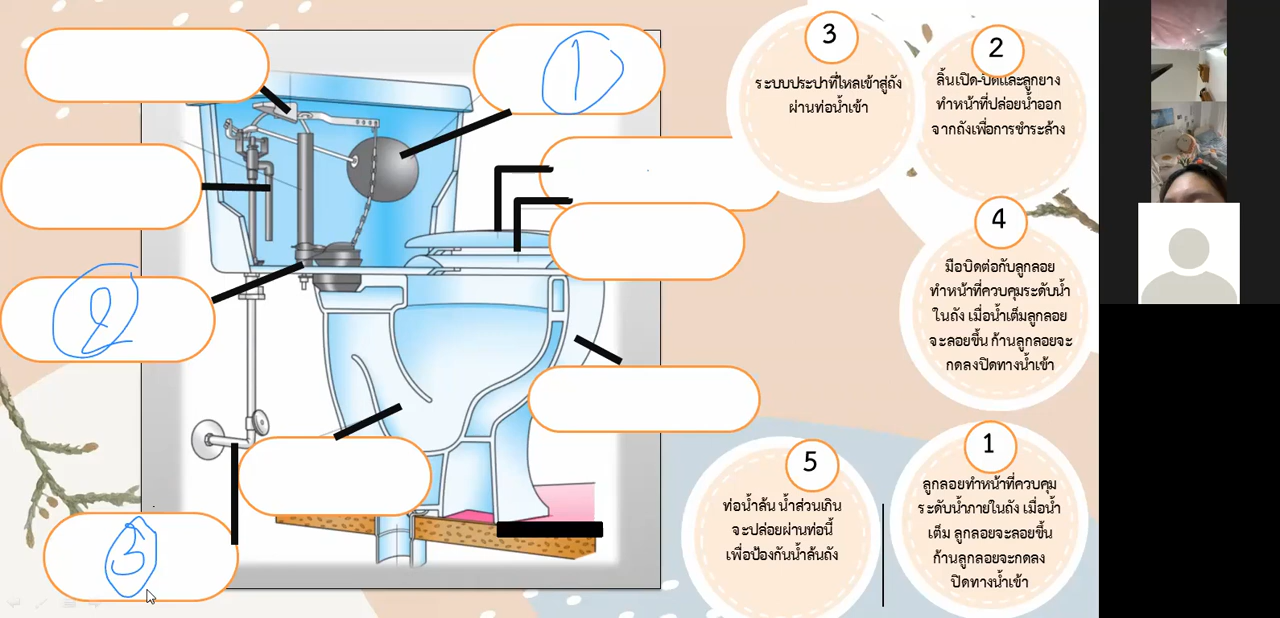 1
2
3
3
ระบบประปาที่ไหลเข้าสู่ถัง
ผ่านท่อน้ำเข้า
2
ลิ้นเปิด-ปิดและลูกยาง
ทำหน้าที่ปล่อยน้ำออก
จากถังเพื่อการชำระล้าง
4
มือบิดต่อกับลูกลอย
ทำหน้าที่ควบคุมระดับน้ำ
ในถัง เมื่อน้ำเต็มลูกลอย
จะลอยขึ้น ก้านลูกลอยจะ
กดลงปิดทางน้ำเข้า
5
ท่อน้ำล้น น้ำส่วนเกิน
จะปล่อยผ่านท่อนี้
เพื่อป้องกันน้ำล้นถัง
1
ลูกลอยทำหน้าที่ควบคุม
ระดับน้ำภายในถัง เมื่อน้ำ
เต็ม ลูกลอยจะลอยขึ้น
ก้านลูกลอยจะกดลง
ปิดทางน้ำเข้า